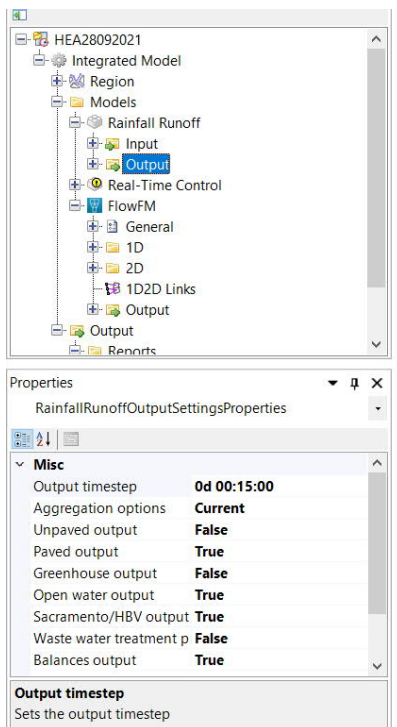 HEA28092021
Integrated Model
Region
Models
Rainfall Runoff
Input
Output
Real-Time Control
FlowFM
General
1D
2D
1D2D Links
Output
Output
Reports
Properties
RainfallRunoffOutputSettingsProperties
Misc
Output timestep 0d 00:15:00
Aggregation options Current
Unpaved output False
Paved output True
Greenhouse output False
Open water output True
Sacramento/HBV output True
Waste water treatment p False
Balances output True
Output timestep
Sets the output timestep